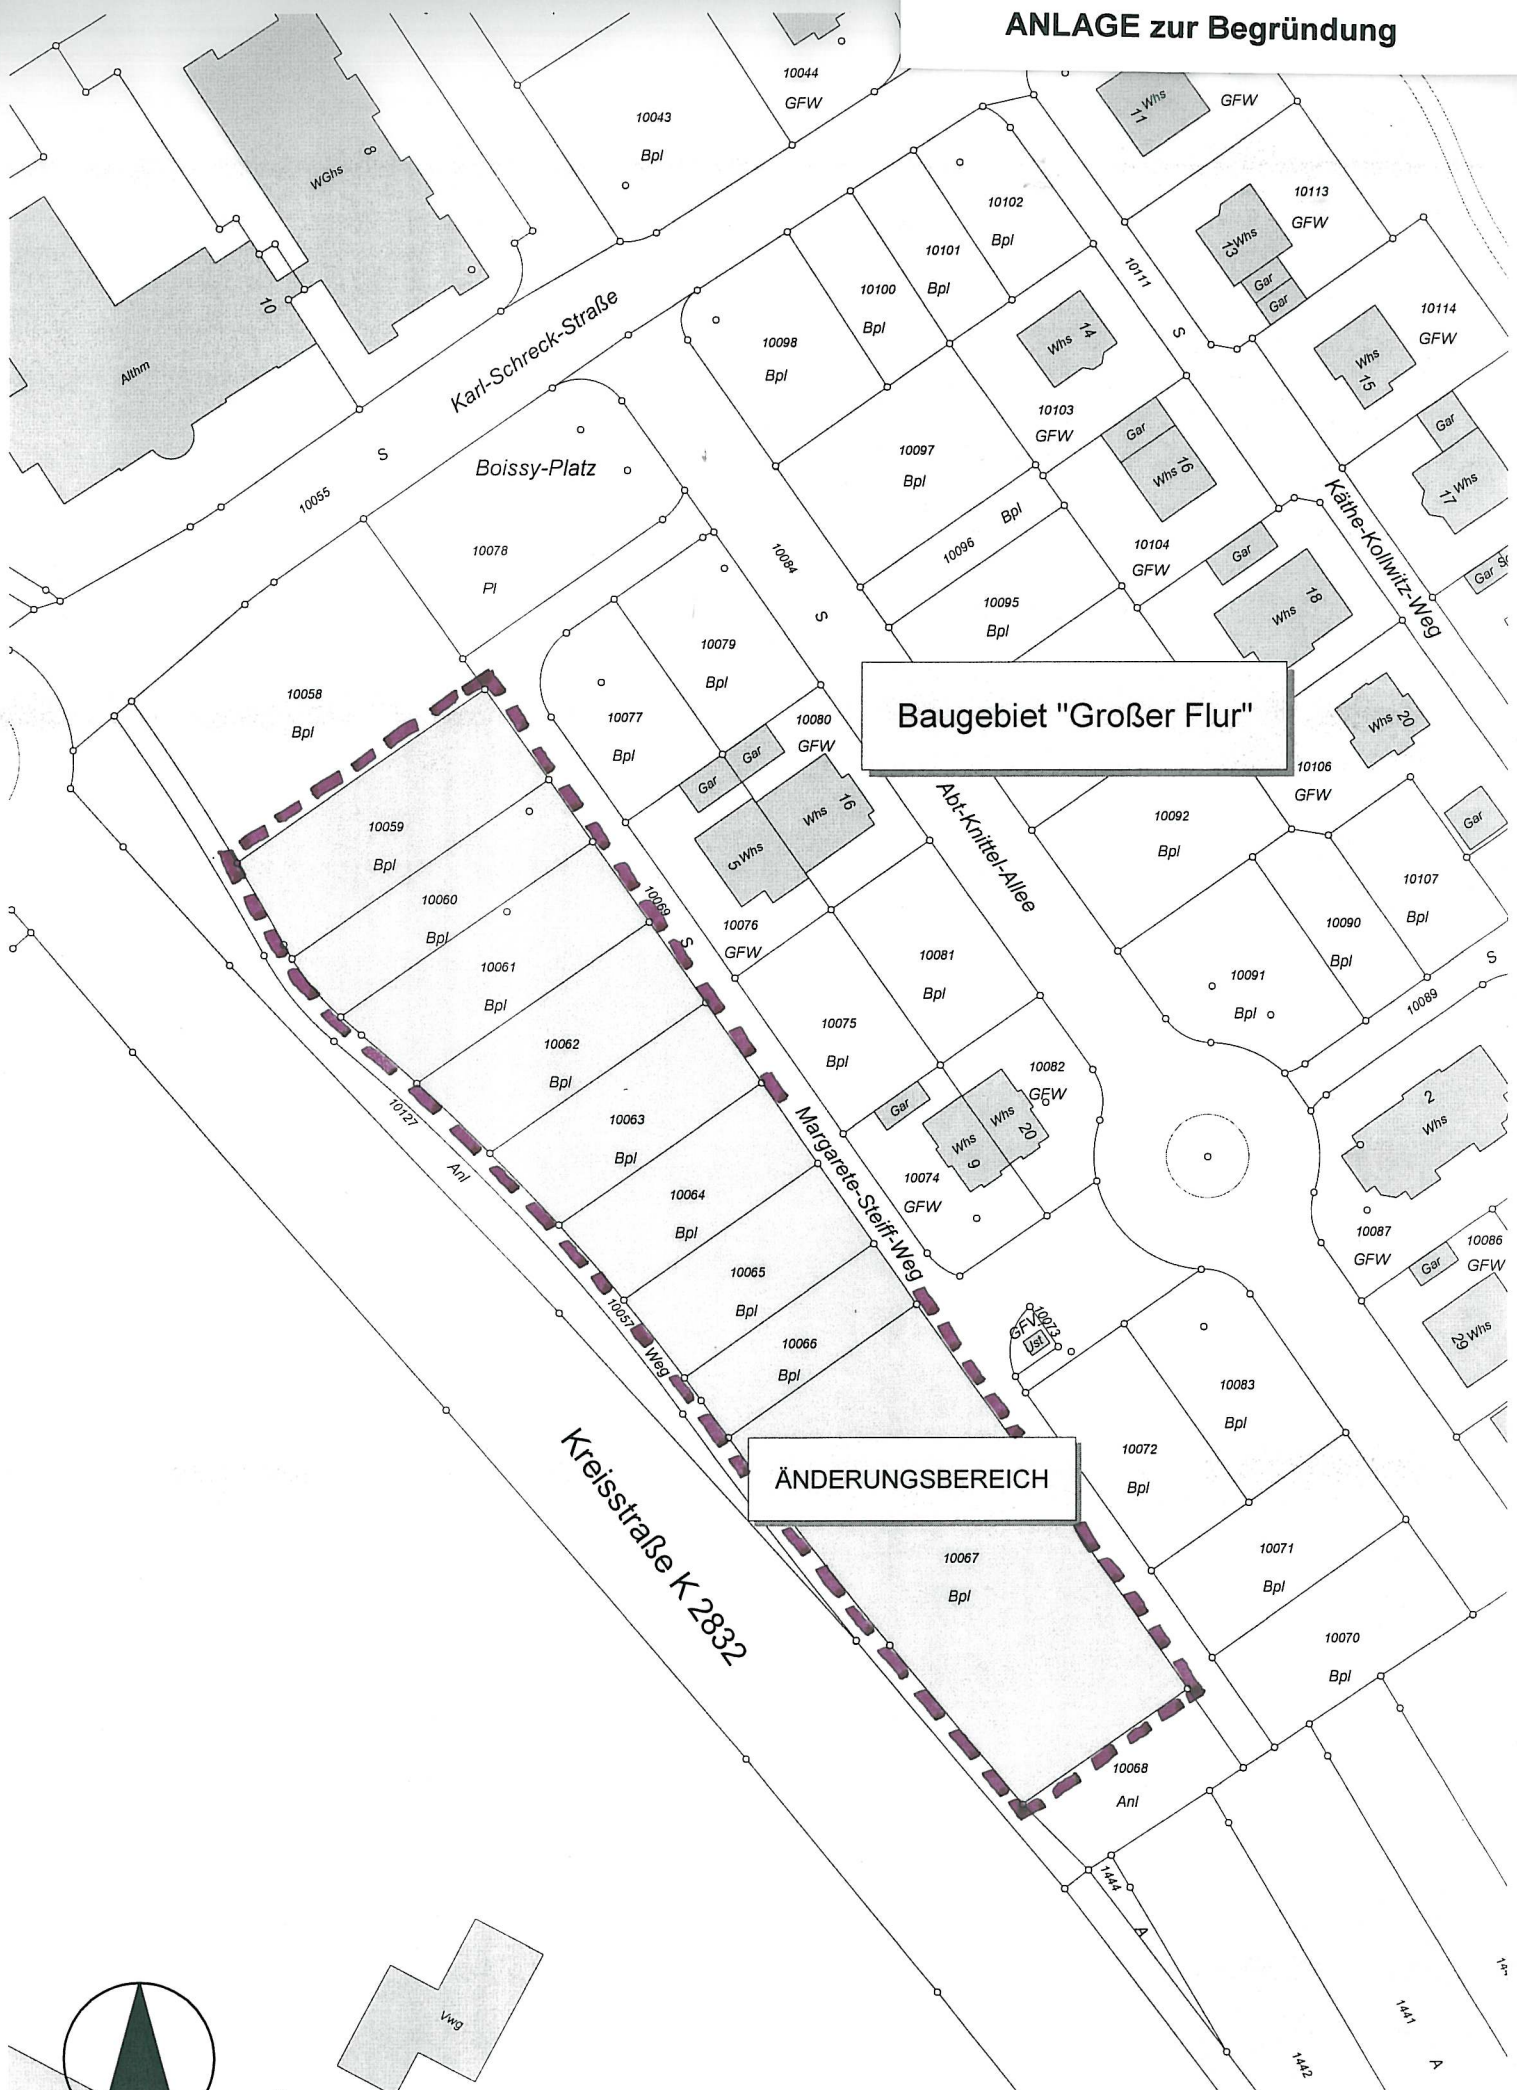 ANLAGE zur Begründung
10044
GFW
10043
Bpl
Whs
11
GFW
WGhs
8
10113
GFW
Whs
13
Gar
Gar
10102
Bpl
10101
Bpl
10100
Bpl
10111
S
10114
GFW
Whs
15
Whs 14
10
Althm
Karl-Schreck-Straße
10098
Bpl
10103
GFW
Gar
Whs 16
Gar
17 Whs
S
Boissy-Platz
10055
10097
Bpl
Käthe-Kollwitz-Weg
10078
Pl
10084
S
10096
Bpl
10104
GFW
Gar
Gar
10095
Bpl
Whs 18
10079
Bpl
10058
Bpl
10077
Bpl
10080
GFW
Gar
Gar
Baugebiet "Großer Flur"
Whs 20
10106
GFW
Whs 16
5 Whs
Abt-Knittel-Allee
10092
Bpl
Gar
10059
Bpl
10060
Bpl
10069
S
10076
GFW
10107
Bpl
10090
Bpl
10061
Bpl
10081
Bpl
10091
Bpl
S
10089
10062
Bpl
10075
Bpl
10082
GFW
Gar
Whs
9
Whs
20
2
Whs
10127
Anl
10063
Bpl
Margarete-Steiff-Weg
10064
Bpl
10074
GFW
10087
GFW
10086
GFW
Gar
10065
Bpl
10057
Weg
10073
Ust
29 Whs
10066
Bpl
10083
Bpl
Kreisstraße K 2832
ÄNDERUNGSBEREICH
10072
Bpl
10067
Bpl
10071
Bpl
10070
Bpl
10068
Anl
1444
A
Vwg
1441
A
1442